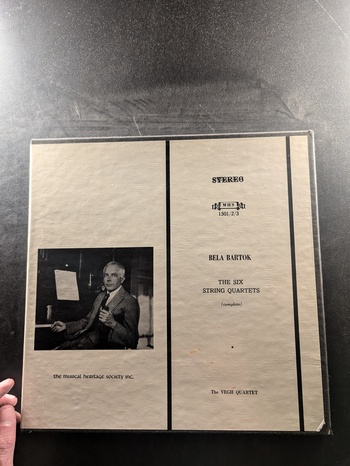 STEREO
MHS
1501/2/3
BELA BARTOK
THE SIX
STRING QUARTETS
(complete)
the musical heritage society inc.
The VEGH QUARTET